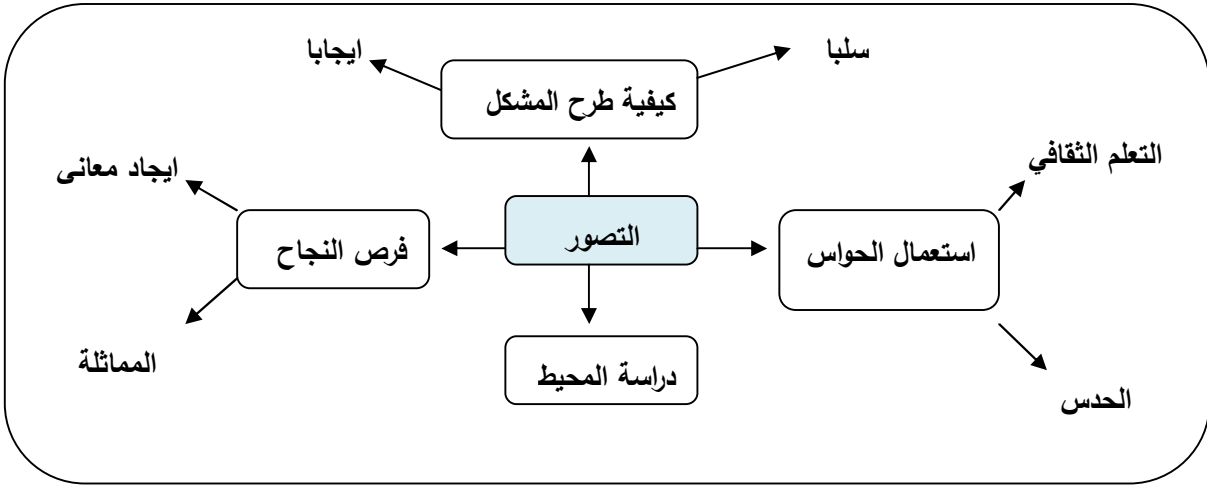 سلبا
ايجابا
كيفية طرح المشكل
التعلم الثقافي
ايجاد معانى
التصور
استعمال الحواس
فرص النجاح
دراسة المحيط
المماثلة
الحدس